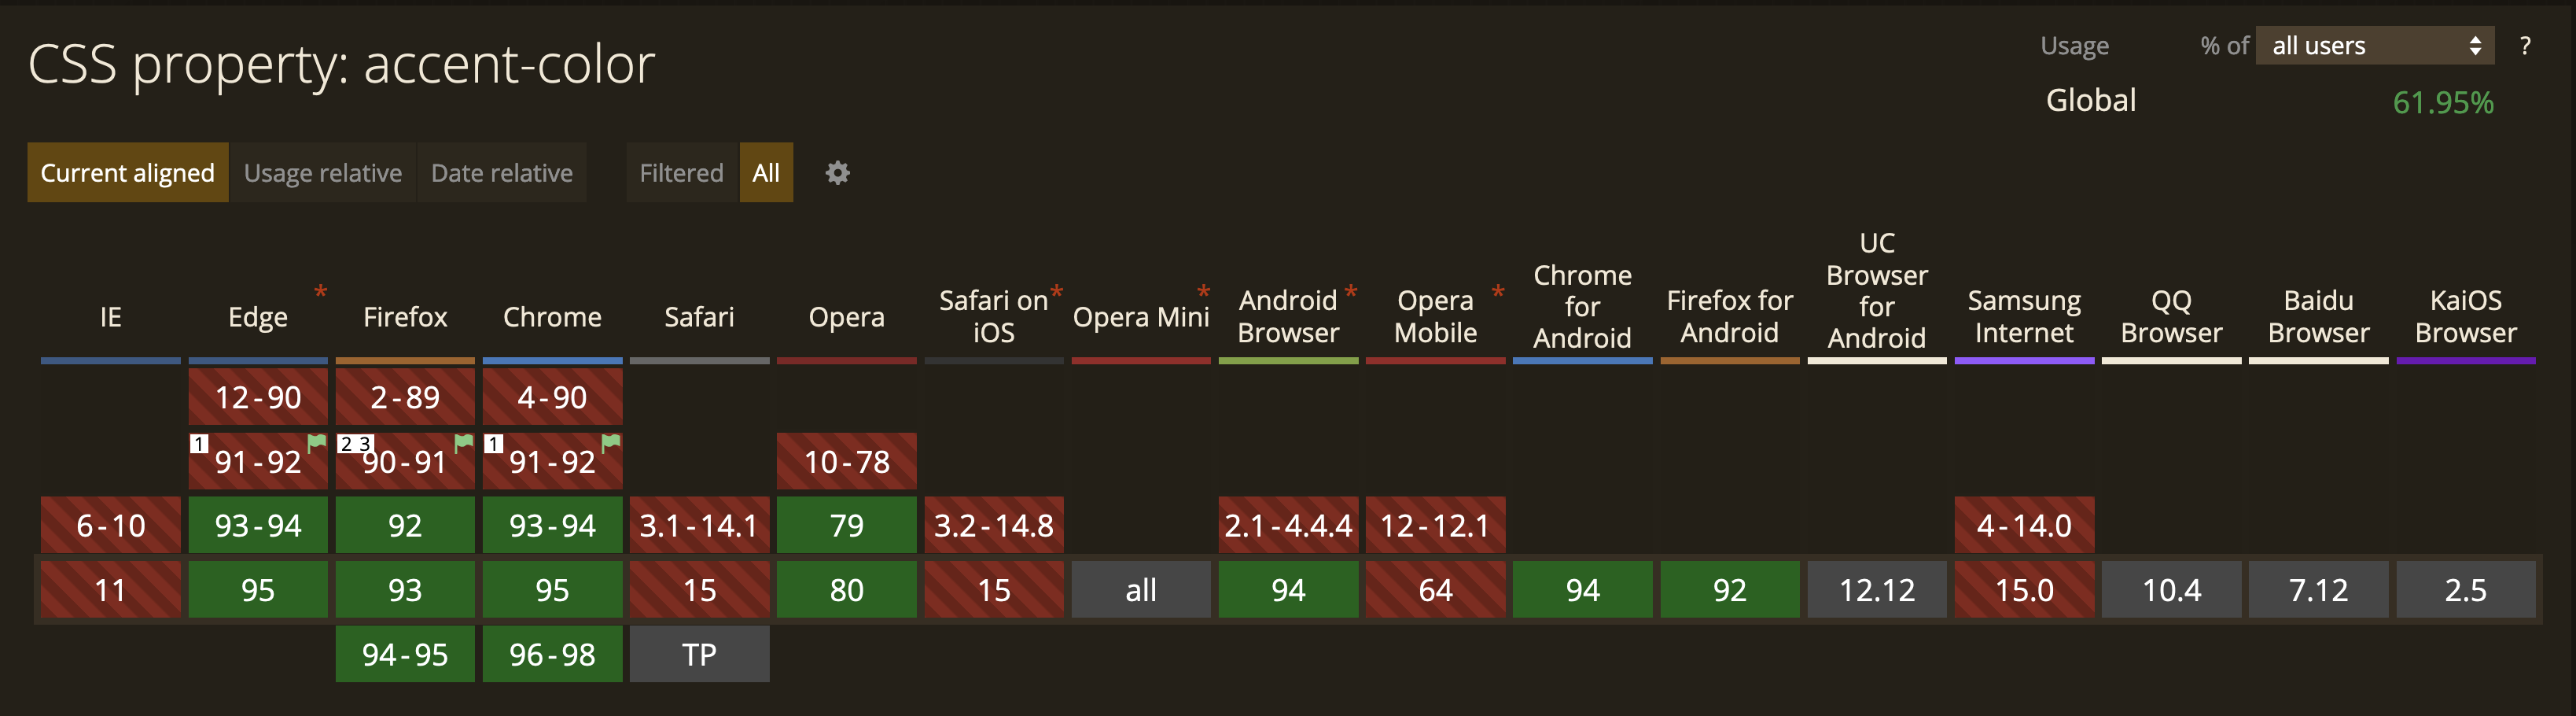 CSS property: accent-color
Usage % of all users ?
Global 61.95%
Current aligned Usage relative Date relative Filtered All
IE
Edge *
Firefox
Chrome
Safari
Opera
Safari on *
iOS
Opera Mini *
Android *
Browser
Opera *
Mobile
Chrome
for
Android
Firefox for
Android
UC
Browser
for
Android
Samsung
Internet
QQ
Browser
Baidu
Browser
KaiOS
Browser
12-90 2-89 4-90
1 91-92 2 3 90-91 1 91-92 10-78
6-10 93-94 92 93-94 3.1-14.1 79 3.2-14.8 2.1-4.4.4 12-12.1 4-14.0
11 95 93 95 15 80 15 all 94 64 94 92 12.12 15.0 10.4 7.12 2.5
94-95 96-98 TP